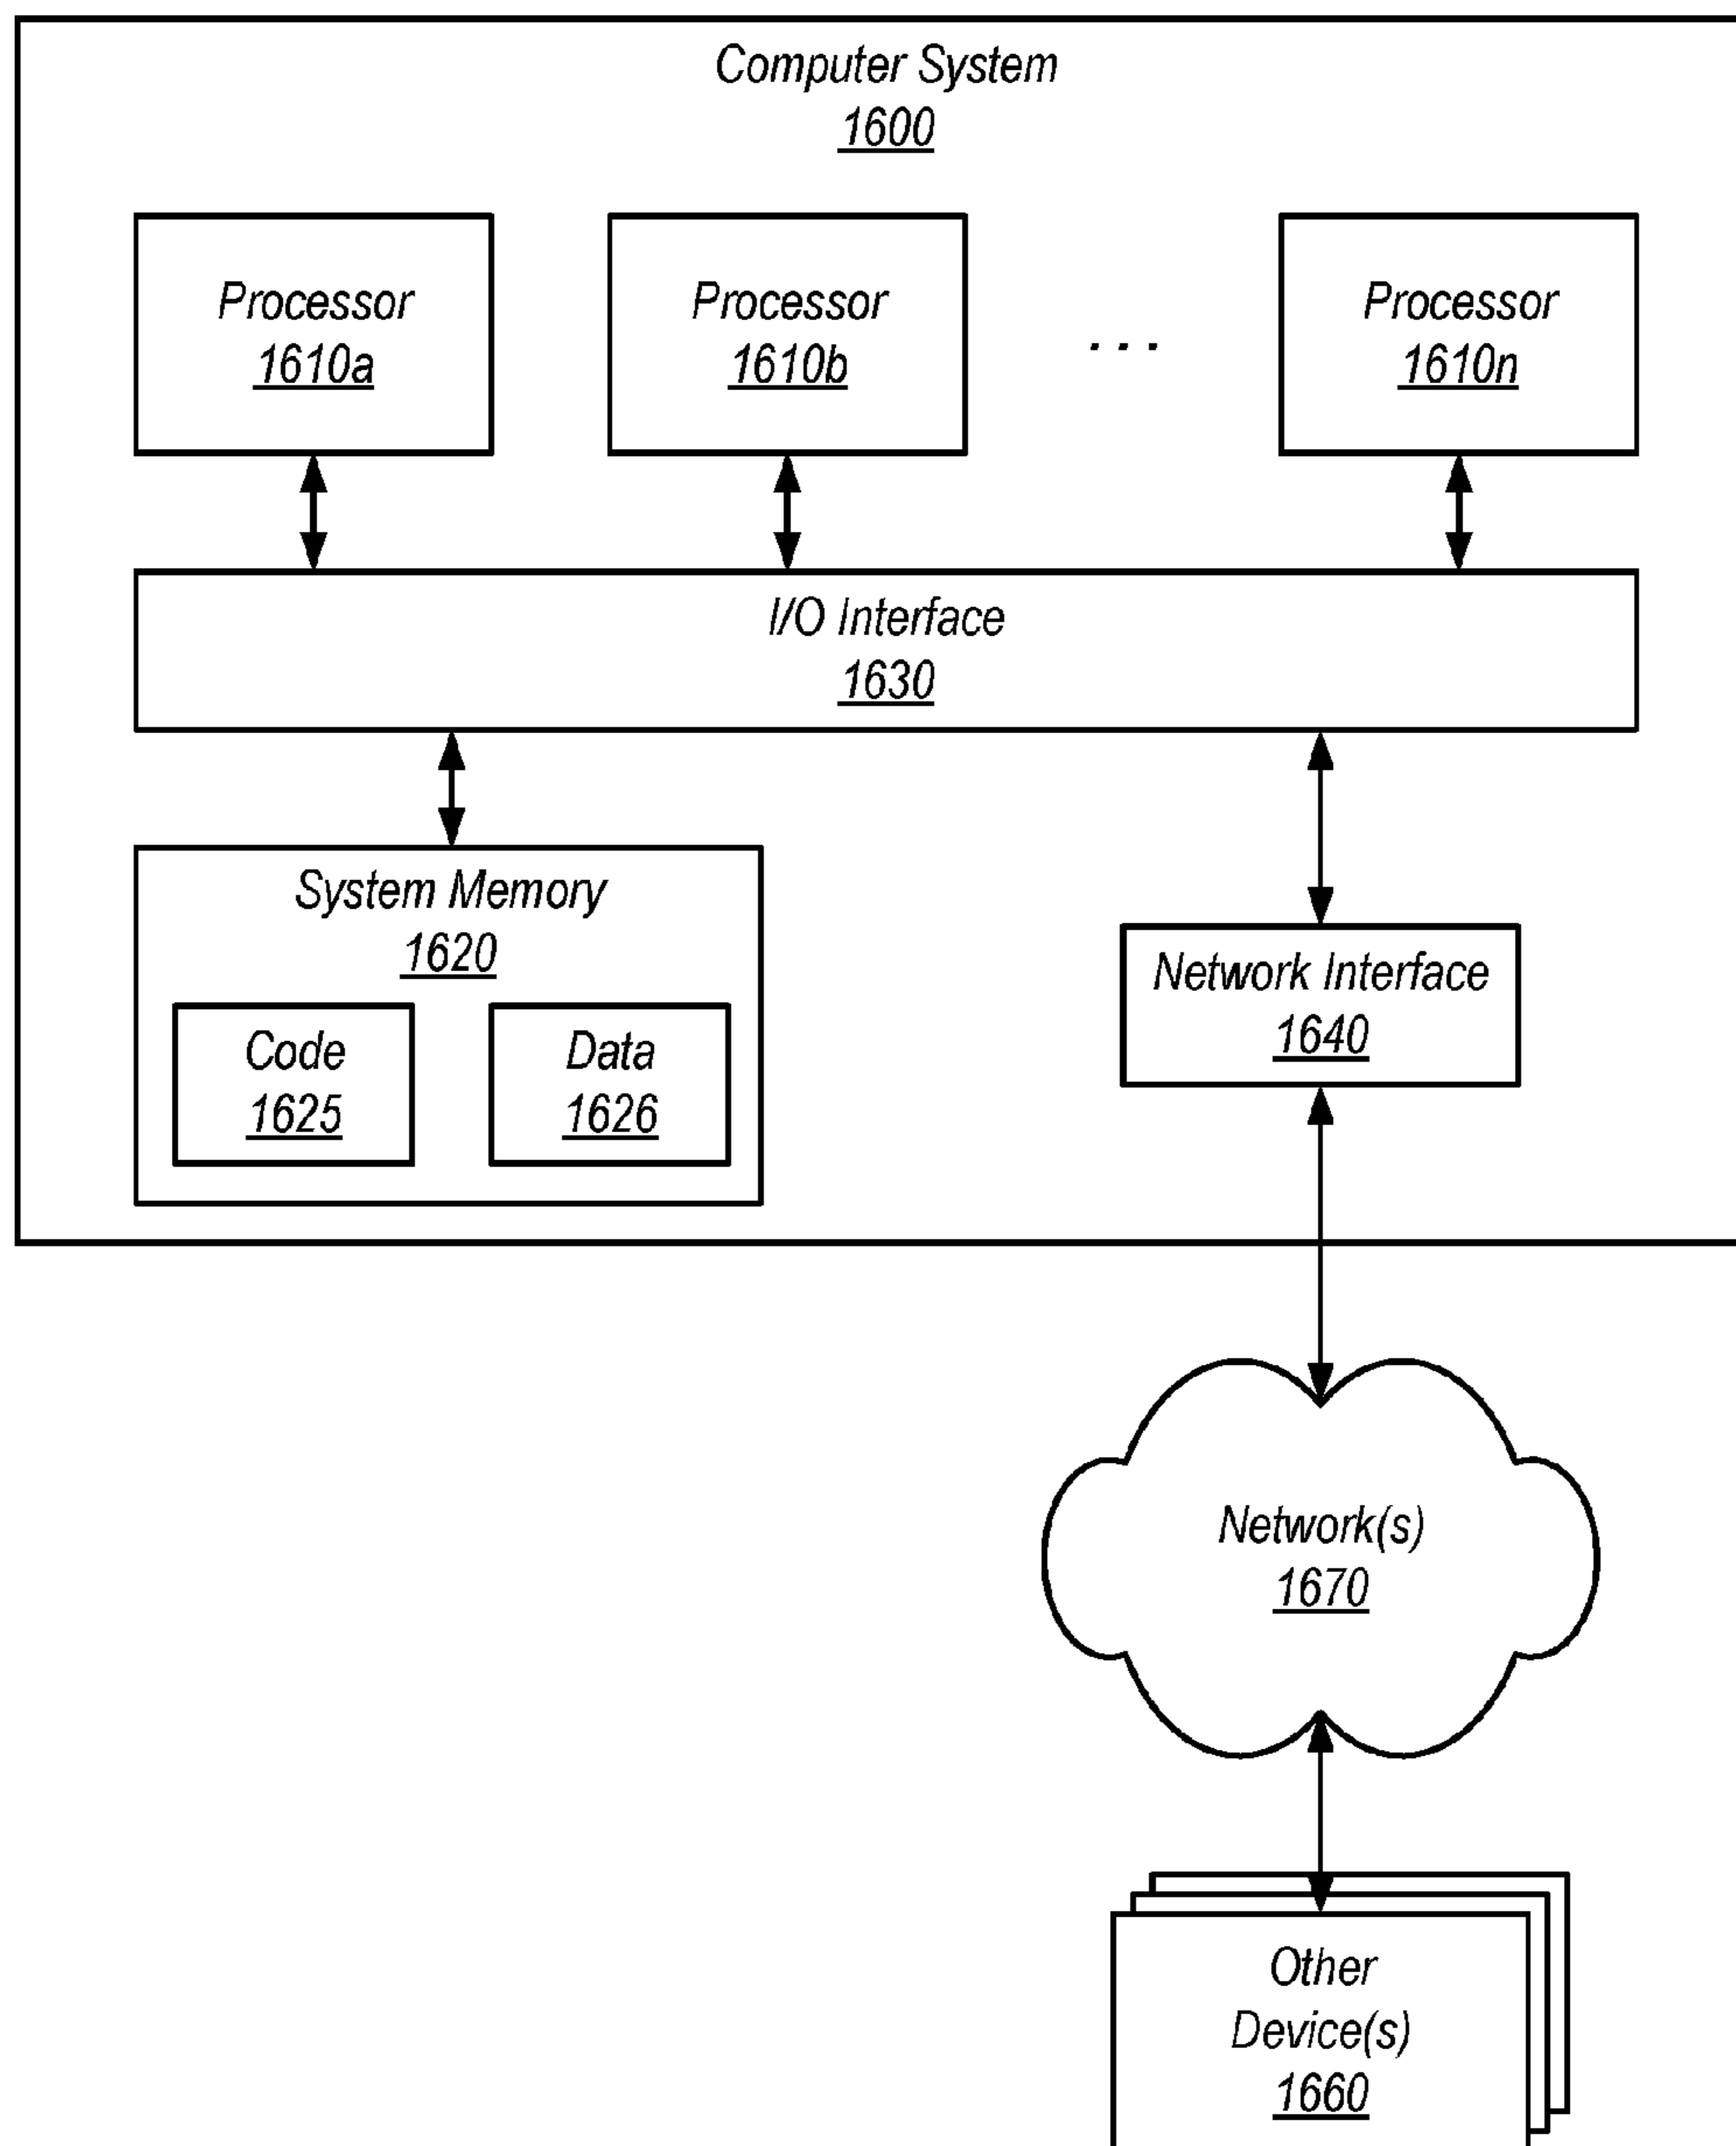 Computer System
1600
Processor
1610a
Processor
1610b
. . .
Processor
1610n
I/O Interface
1630
System Memory
1620
Code
1625
Data
1626
Network Interface
1640
Network(s)
1670
Other
Device(s)
1660